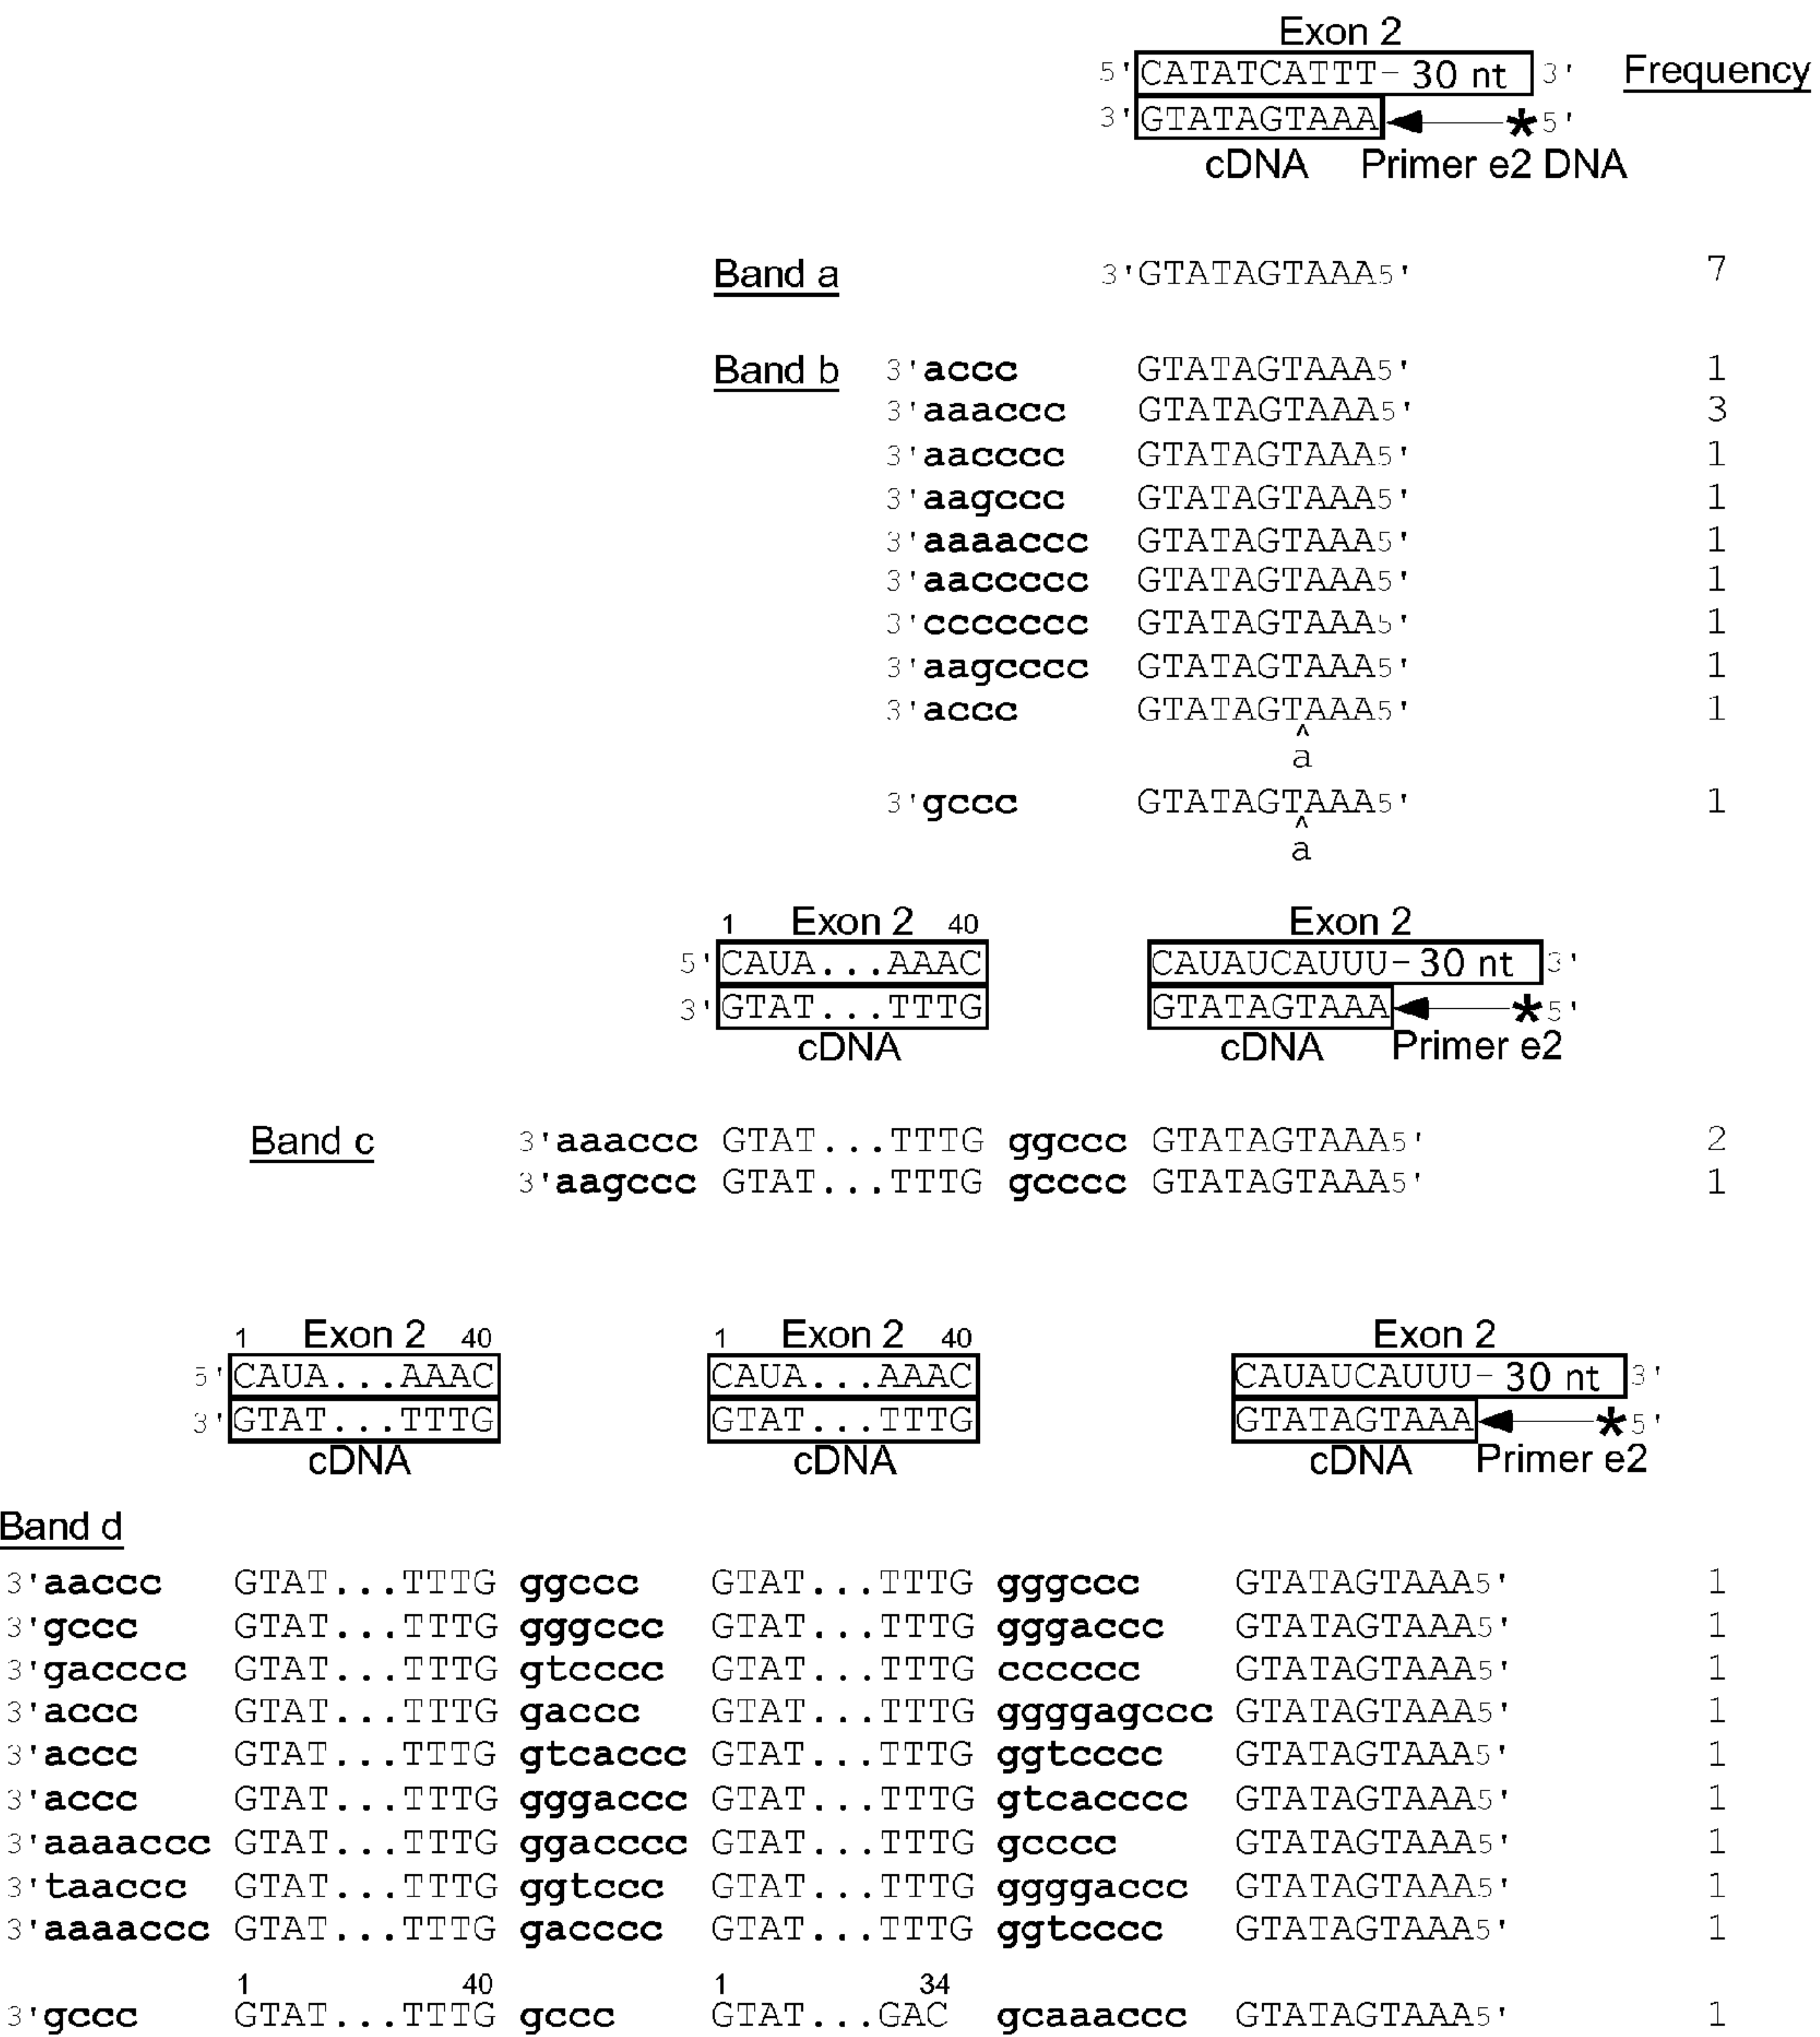 Exon 2
5'CATATCATTT-30 nt 3' Frequency
3'GTATAGTAAA *5'
cDNA Primer e2 DNA
Band a 3'GTATAGTAAA5' 7
Band b 3'accc GTATAGTAAA5' 1
3'aaaccc GTATAGTAAA5' 3
3'aacccc GTATAGTAAA5' 1
3'aagccc GTATAGTAAA5' 1
3'aaaaccc GTATAGTAAA5' 1
3'aaccccc GTATAGTAAA5' 1
3'ccccccc GTATAGTAAA5' 1
3'aagcccc GTATAGTAAA5' 1
3'accc GTATAGTAAA5' 1
^
a
3'gccc GTATAGTAAA5' 1
^
a
1 Exon 2 40 Exon 2
5'CAUA...AAAC CAUAUCAUUU-30 nt 3'
3'GTAT...TTTG GTATAGTAAA *5'
cDNA cDNA Primer e2
Band c 3'aaaccc GTAT...TTTG ggccc GTATAGTAAA5' 2
3'aagccc GTAT...TTTG gcccc GTATAGTAAA5' 1
1 Exon 2 40 1 Exon 2 40 Exon 2
5'CAUA...AAAC CAUA...AAAC CAUAUCAUUU-30 nt 3'
3'GTAT...TTTG GTAT...TTTG GTATAGTAAA *5'
cDNA cDNA cDNA Primer e2
Band d
3'aaccc GTAT...TTTG ggccc GTAT...TTTG gggccc GTATAGTAAA5' 1
3'gccc GTAT...TTTG gggccc GTAT...TTTG gggaccc GTATAGTAAA5' 1
3'gacccc GTAT...TTTG gtcccc GTAT...TTTG cccccc GTATAGTAAA5' 1
3'accc GTAT...TTTG gaccc GTAT...TTTG ggggagccc GTATAGTAAA5' 1
3'accc GTAT...TTTG gtcaccc GTAT...TTTG ggtcccc GTATAGTAAA5' 1
3'accc GTAT...TTTG gggaccc GTAT...TTTG gtcacccc GTATAGTAAA5' 1
3'aaaaccc GTAT...TTTG ggacccc GTAT...TTTG gcccc GTATAGTAAA5' 1
3'taaccc GTAT...TTTG ggtccc GTAT...TTTG ggggaccc GTATAGTAAA5' 1
3'aaaaccc GTAT...TTTG gacccc GTAT...TTTG ggtcccc GTATAGTAAA5' 1
1 40 1 34
3'gccc GTAT...TTTG gccc GTAT...GAC gcaaaccc GTATAGTAAA5' 1